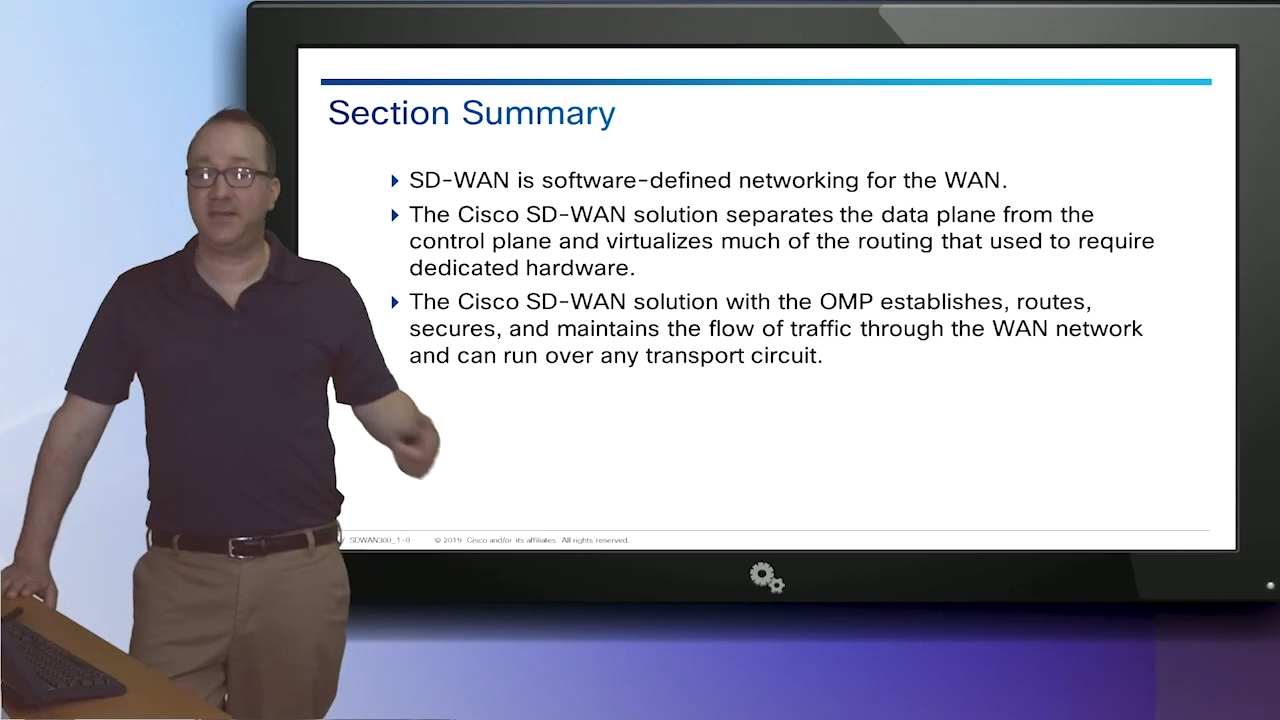 Section Summary
SD-WAN is software-defined networking for the WAN.
The Cisco SD-WAN solution separates the data plane from the
control plane and virtualizes much of the routing that used to require
dedicated hardware.
The Cisco SD-WAN solution with the OMP establishes, routes,
secures, and maintains the flow of traffic through the WAN network
and can run over any transport circuit.
SDWAN300_1-0 © 2019 Cisco and/or its affiliates. All rights reserved.